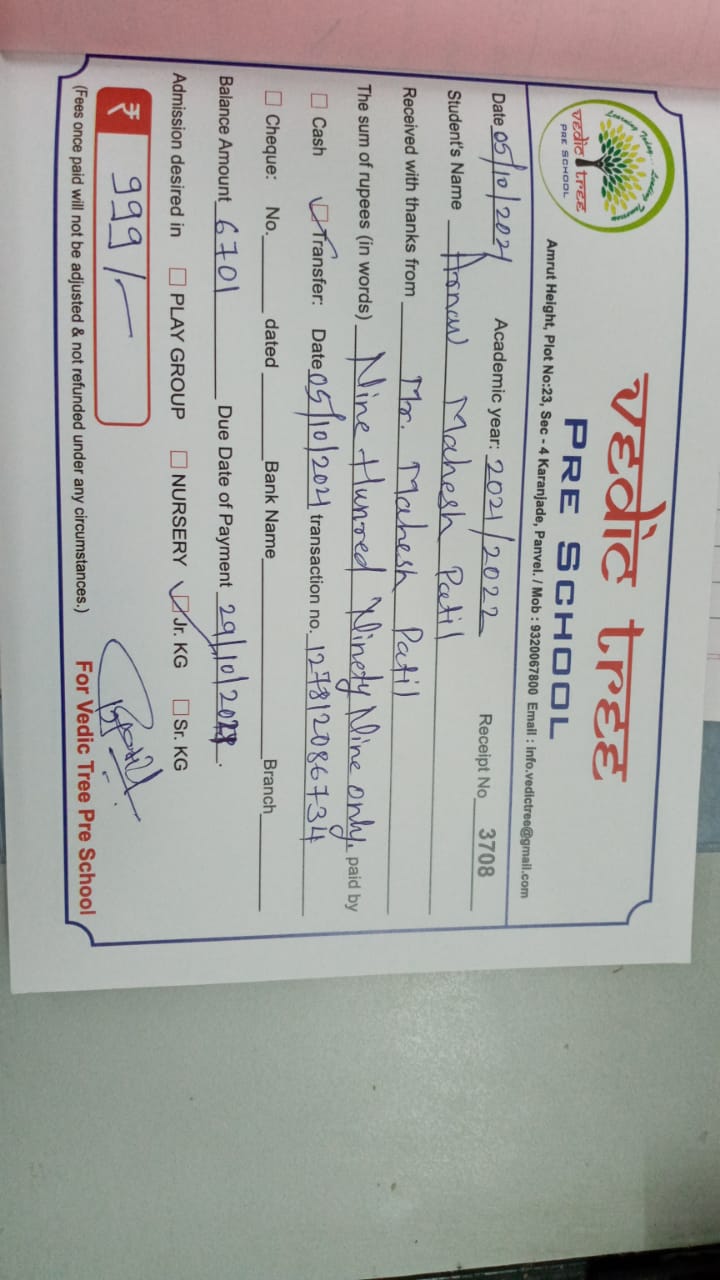 Learning Today... Leading Tomorrow
vedic tree
PRE SCHOOL
vedic tree
PRE SCHOOL
Amrut Height, Plot No:23, Sec - 4 Karanjade, Panvel. / Mob : 9320067800 Email : info.vedictree@gmail.com
Date 05/10/2021 Academic year: 2021/2022 Receipt No 3708
Student's Name Arnav Mahesh Patil
Received with thanks from Mr. Mahesh Patil
The sum of rupees (in words) Nine Hunred Ninety Nine only. paid by
Cash Transfer: Date 05/10/2021 transaction no. 127812086734
Cheque: No. dated Bank Name Branch
Balance Amount 6701 Due Date of Payment 29/10/2021.
Admission desired in PLAY GROUP NURSERY Jr. KG Sr. KG
₹ 999/-
(Fees once paid will not be adjusted & not refunded under any circumstances.) For Vedic Tree Pre School